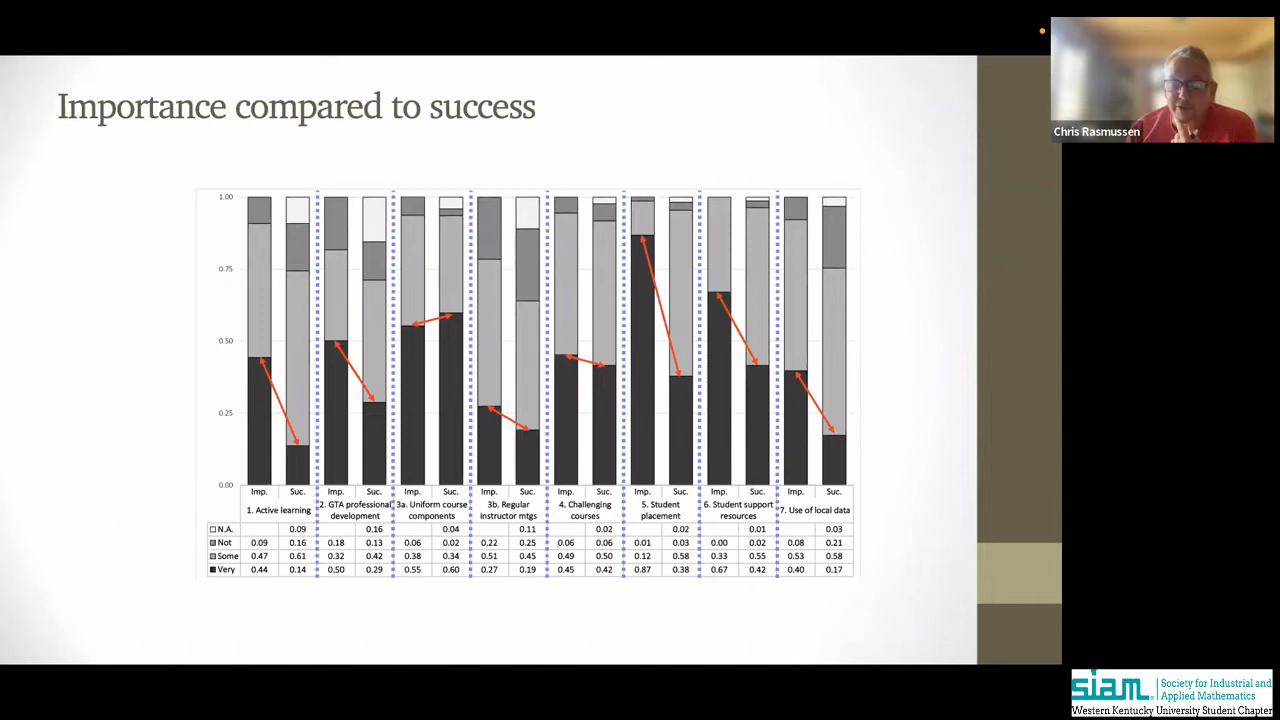 Importance compared to success
Chris Rasmussen
1.00
0.75
0.50
0.25
0.00
Imp. Suc. Imp. Suc. Imp. Suc. Imp. Suc. Imp. Suc. Imp. Suc. Imp. Suc. Imp. Suc.
1. Active learning
2. GTA professional
development
3a. Uniform course
components
3b. Regular
instructor mtgs
4. Challenging
courses
5. Student
placement
6. Student support
resources
7. Use of local data
N.A. 0.09 0.16 0.04 0.11 0.02 0.02 0.01 0.03
Not 0.09 0.16 0.18 0.13 0.06 0.02 0.22 0.25 0.06 0.06 0.01 0.03 0.00 0.02 0.08 0.21
Some 0.47 0.61 0.32 0.42 0.38 0.34 0.51 0.45 0.49 0.50 0.12 0.58 0.33 0.55 0.53 0.58
Very 0.44 0.14 0.50 0.29 0.55 0.60 0.27 0.19 0.45 0.42 0.87 0.38 0.67 0.42 0.40 0.17
siam.
Society for Industrial and
Applied Mathematics
Western Kentucky University Student Chapter